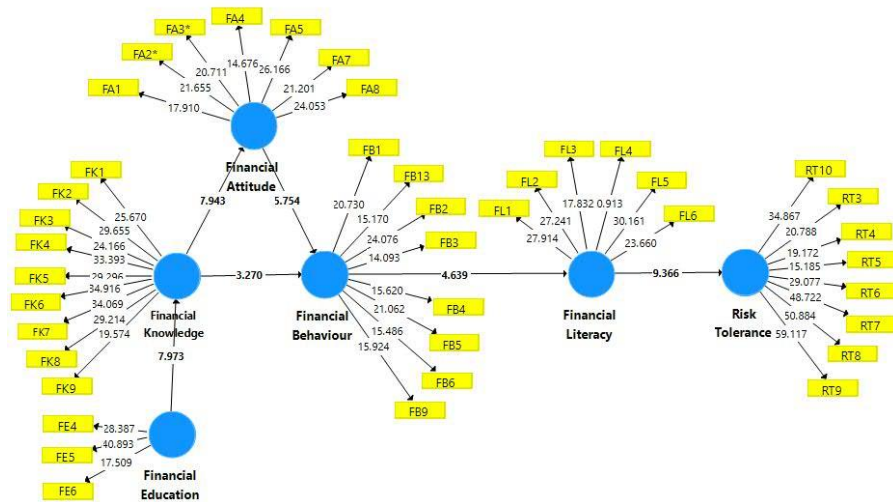 FA3*
FA4
FA5
FA2*
FA7
FA1
FA8
20.711
14.676
26.166
21.655
21.201
17.910
24.053
Financial
Attitude
7.943
5.754
FK1
FK2
FK3
FK4
FK5
FK6
FK7
FK8
FK9
25.670
29.655
24.166
33.393
29.296
34.916
34.069
29.214
19.574
Financial
Knowledge
3.270
7.973
FE4
FE5
FE6
28.387
40.893
17.509
Financial
Education
FB1
FB13
FB2
FB3
FB4
FB5
FB6
FB9
20.730
15.170
24.076
14.093
15.620
21.062
15.486
15.924
Financial
Behaviour
4.639
FL3
FL4
FL2
FL5
FL1
FL6
17.832
0.913
27.241
30.161
27.914
23.660
Financial
Literacy
9.366
RT10
RT3
RT4
RT5
RT6
RT7
RT8
RT9
34.867
20.788
19.172
15.185
29.077
48.722
50.884
59.117
Risk
Tolerance